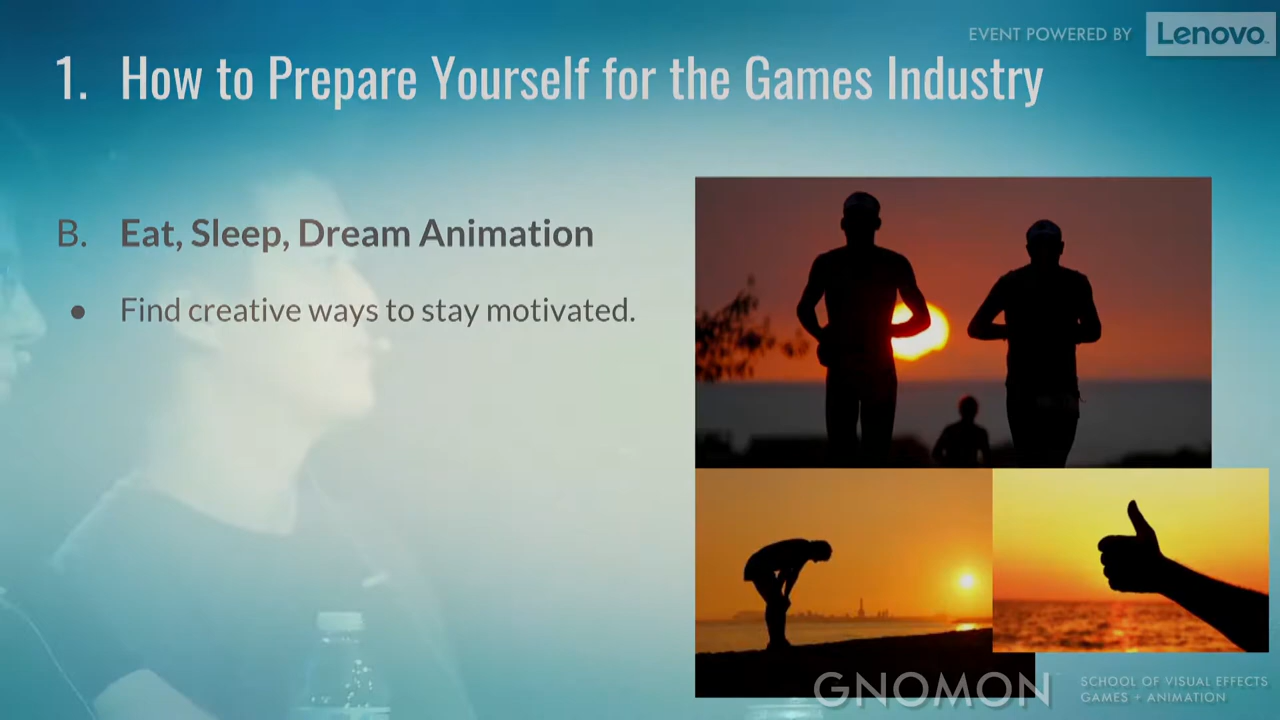 EVENT POWERED BY Lenovo
1. How to Prepare Yourself for the Games Industry
B. Eat, Sleep, Dream Animation
● Find creative ways to stay motivated.
GNOMON
SCHOOL OF VISUAL EFFECTS
GAMES + ANIMATION